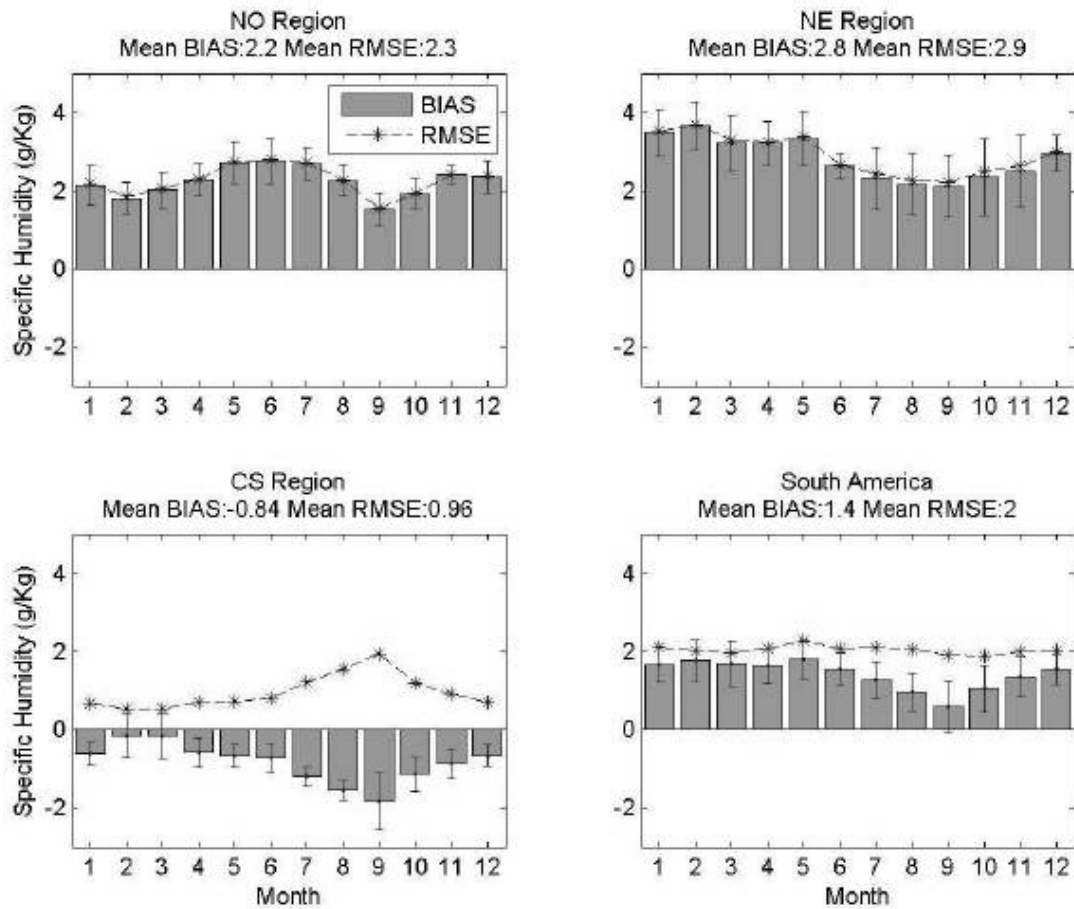 NO Region
Mean BIAS:2.2 Mean RMSE:2.3
Specific Humidity (g/Kg)
4
2
0
-2
BIAS
RMSE
1 2 3 4 5 6 7 8 9 10 11 12
NE Region
Mean BIAS:2.8 Mean RMSE:2.9
4
2
0
-2
1 2 3 4 5 6 7 8 9 10 11 12
CS Region
Mean BIAS:-0.84 Mean RMSE:0.96
Specific Humidity (g/Kg)
4
2
0
-2
1 2 3 4 5 6 7 8 9 10 11 12
Month
South America
Mean BIAS:1.4 Mean RMSE:2
4
2
0
-2
1 2 3 4 5 6 7 8 9 10 11 12
Month